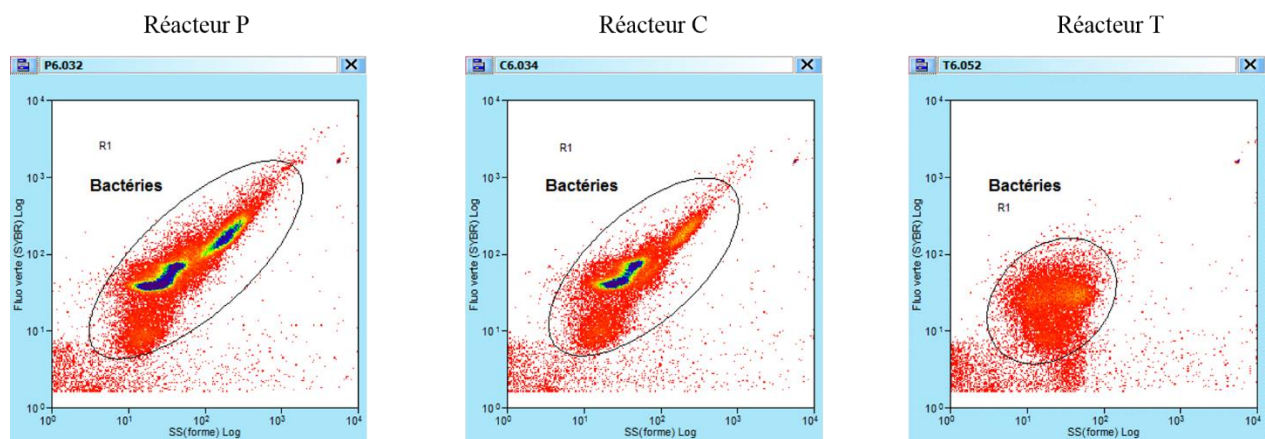 Réacteur P
Réacteur C
Réacteur T
P6.032
C6.034
T6.052
10⁴
R1
Bactéries
10³
10²
10¹
10⁰
Fluo verte (SYBR) Log
10⁰ 10¹ 10² 10³ 10⁴
SS(forme) Log
10⁴
R1
Bactéries
10³
10²
10¹
10⁰
Fluo verte (SYBR) Log
10⁰ 10¹ 10² 10³ 10⁴
SS(forme) Log
10⁴
Bactéries
R1
10³
10²
10¹
10⁰
Fluo verte (SYBR) Log
10⁰ 10¹ 10² 10³ 10⁴
SS(forme) Log